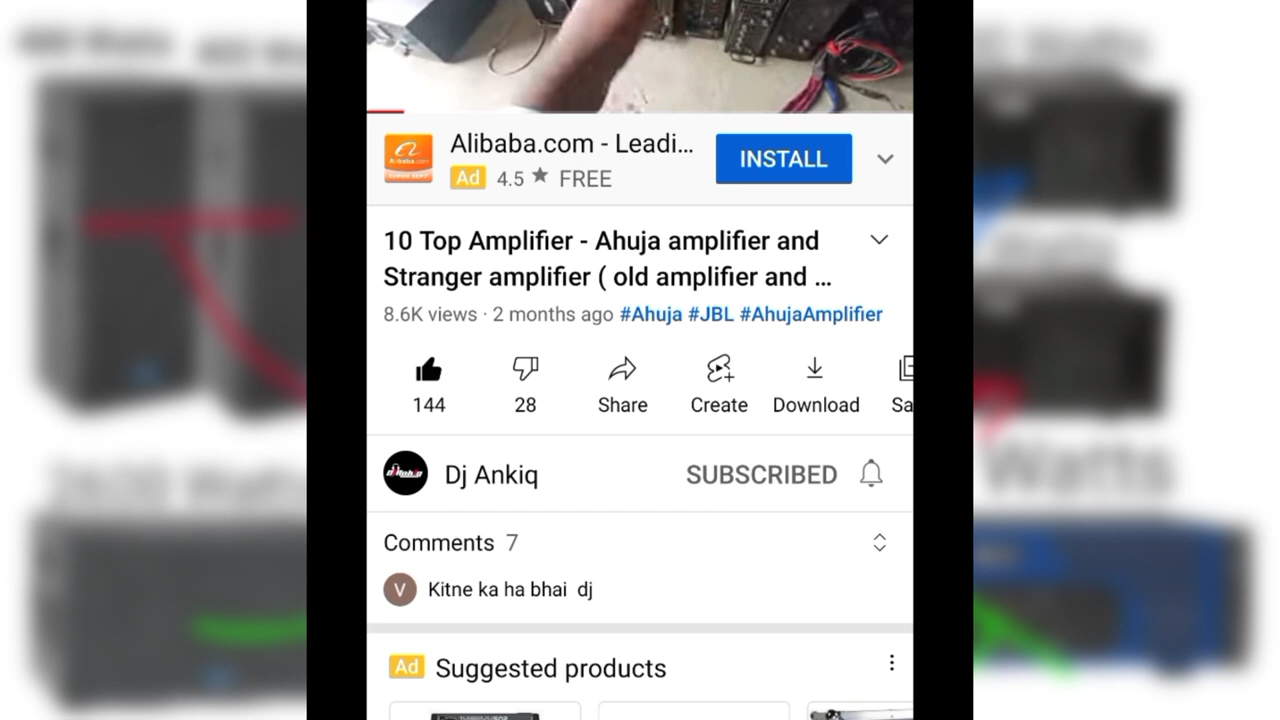 Alibaba.com - Leadi...
Ad 4.5 ★ FREE
INSTALL
10 Top Amplifier - Ahuja amplifier and
Stranger amplifier ( old amplifier and ...
8.6K views · 2 months ago #Ahuja #JBL #AhujaAmplifier
144 28 Share Create Download Sa
Dj Ankiq SUBSCRIBED
Comments 7
V Kitne ka ha bhai dj
Ad Suggested products
Watts